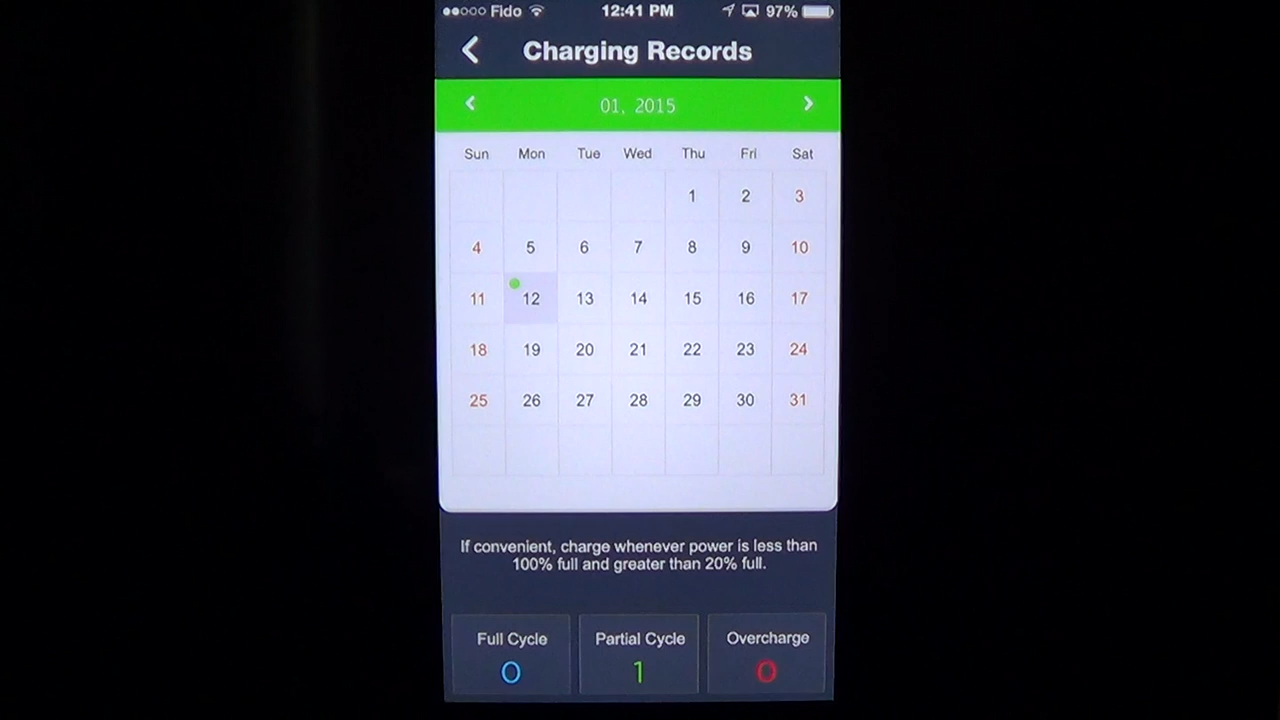 Fido 12:41 PM 97%
Charging Records
01, 2015
Sun Mon Tue Wed Thu Fri Sat
1 2 3
4 5 6 7 8 9 10
11 12 13 14 15 16 17
18 19 20 21 22 23 24
25 26 27 28 29 30 31
If convenient, charge whenever power is less than
100% full and greater than 20% full.
Full Cycle Partial Cycle Overcharge
0 1 0